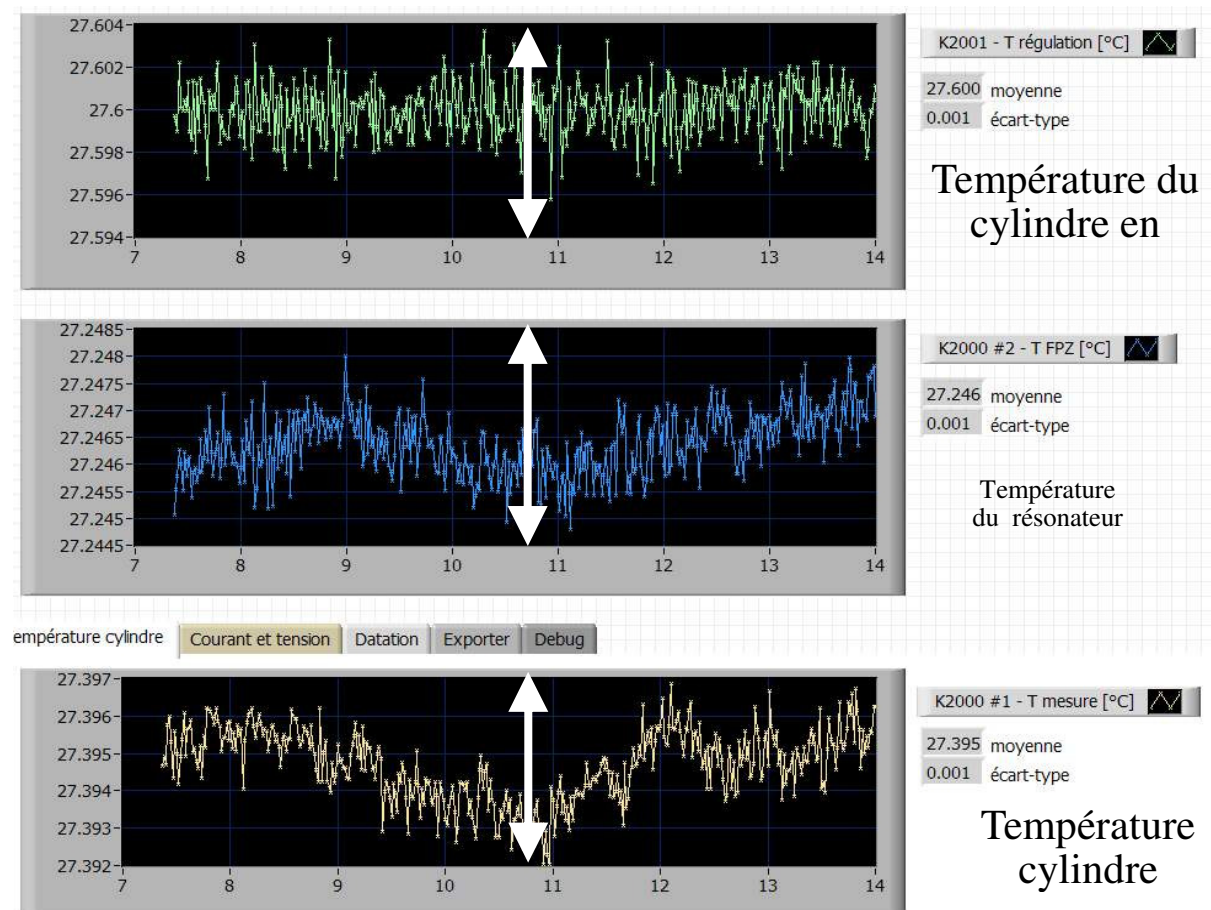 27.604
27.602
27.6
27.598
27.596
27.594
7 8 9 10 11 12 13 14
K2001 - T régulation [°C]
27.600 moyenne
0.001 écart-type
Température du
cylindre en
27.2485
27.248
27.2475
27.247
27.2465
27.246
27.2455
27.245
27.2445
7 8 9 10 11 12 13 14
K2000 #2 - T FPZ [°C]
27.246 moyenne
0.001 écart-type
Température
du résonateur
empérature cylindre Courant et tension Datation Exporter Debug
27.397
27.396
27.395
27.394
27.393
27.392
7 8 9 10 11 12 13 14
K2000 #1 - T mesure [°C]
27.395 moyenne
0.001 écart-type
Température
cylindre